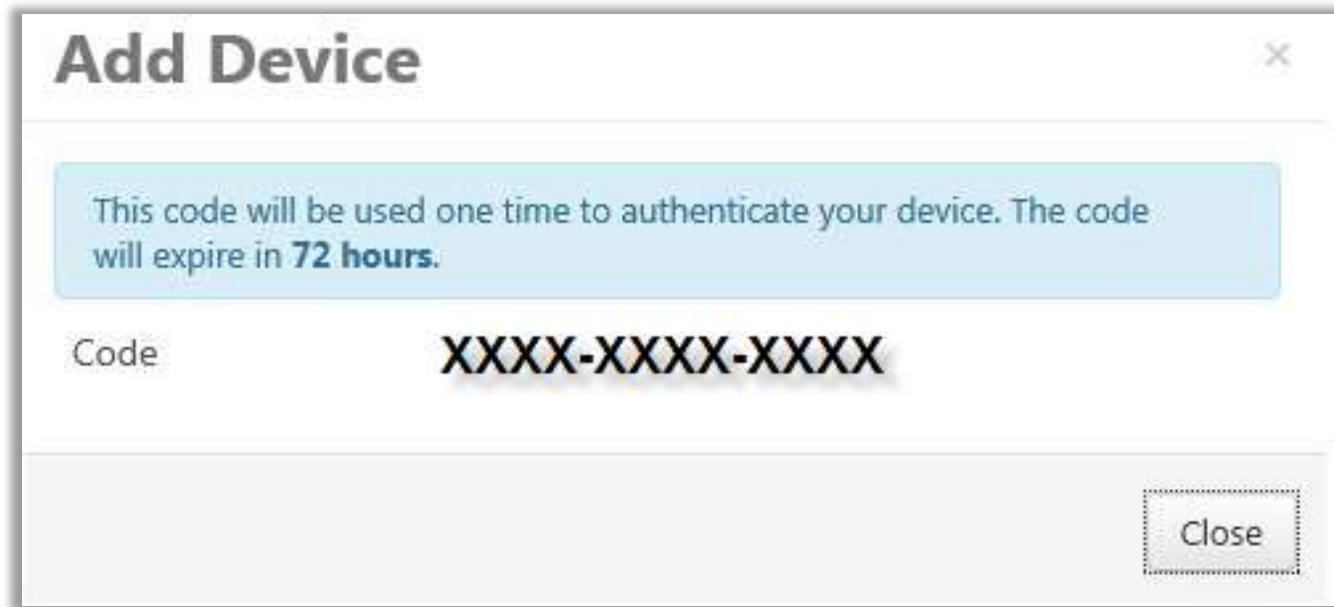 Add Device
×
This code will be used one time to authenticate your device. The code
will expire in 72 hours.
Code XXXX-XXXX-XXXX
Close